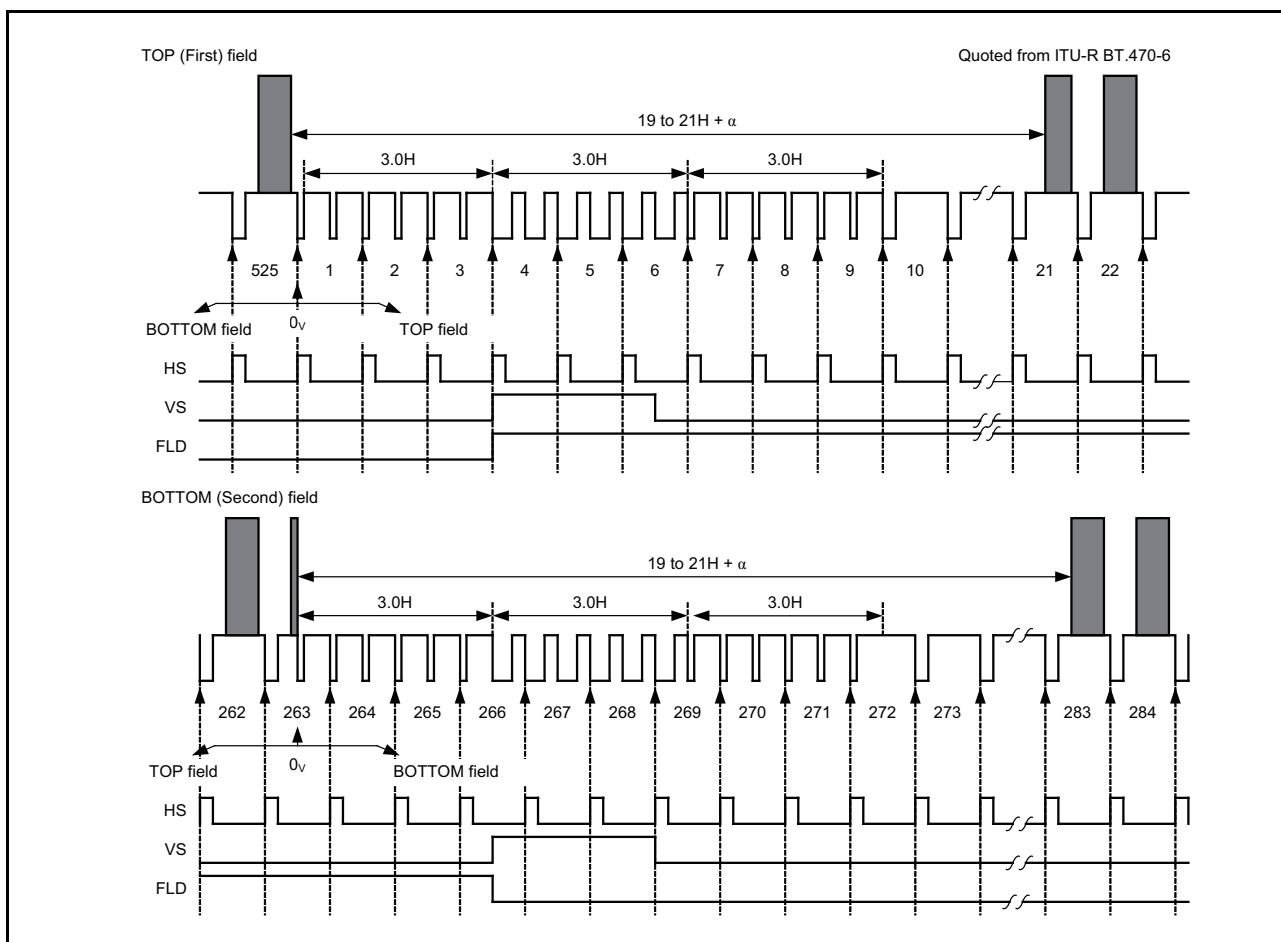 TOP (First) field
Quoted from ITU-R BT.470-6
19 to 21H + α
3.0H 3.0H 3.0H
525 1 2 3 4 5 6 7 8 9 10 21 22
0V
BOTTOM field TOP field
HS
VS
FLD
BOTTOM (Second) field
19 to 21H + α
3.0H 3.0H 3.0H
262 263 264 265 266 267 268 269 270 271 272 273 283 284
0V
TOP field BOTTOM field
HS
VS
FLD